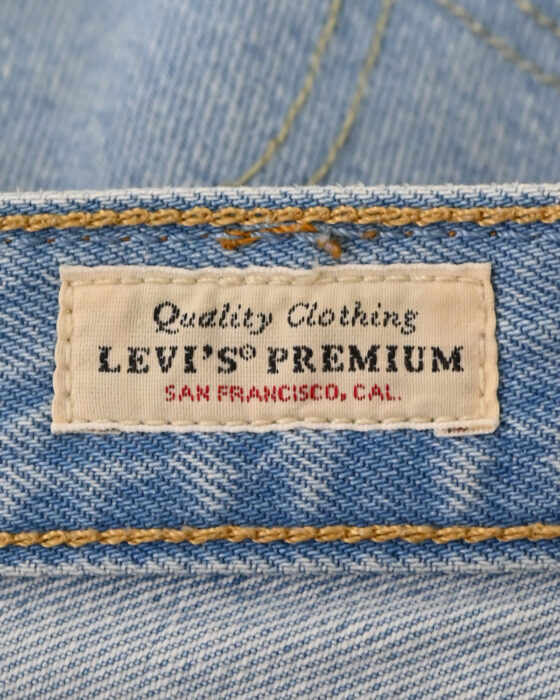 Quality Clothing
LEVI'S® PREMIUM
SAN FRANCISCO, CAL.